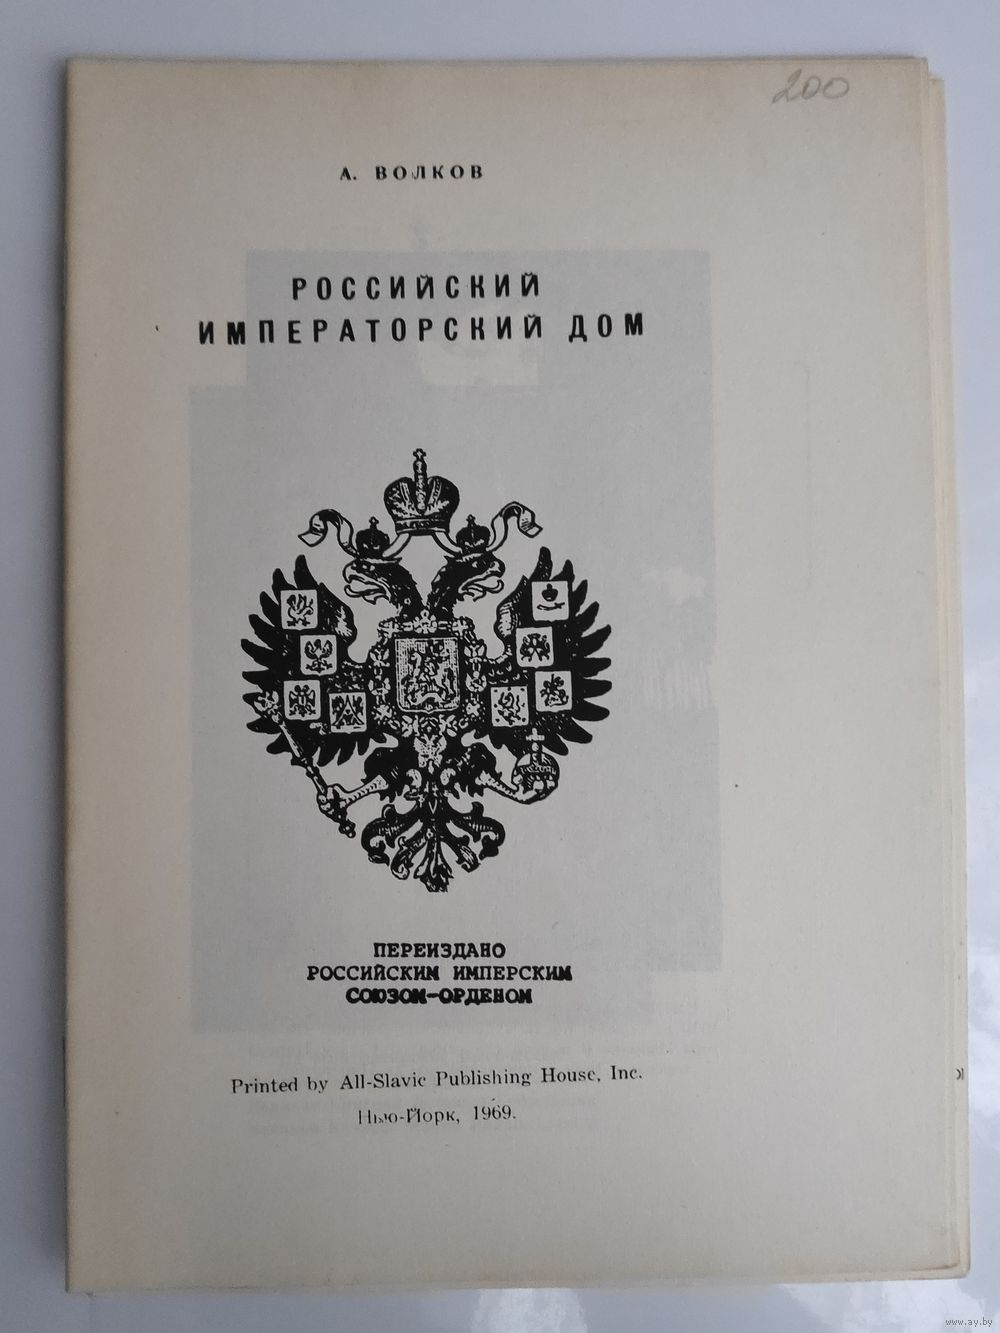 200
А. ВОЛКОВ
РОССИЙСКИЙ
ИМПЕРАТОРСКИЙ ДОМ
ПЕРЕИЗДАНО
РОССИЙСКИМ ИМПЕРСКИМ
СОЮЗОМ-ОРДЕНОМ
Printed by All-Slavic Publishing House, Inc.
Нью-Йорк, 1969.
www.ay.by